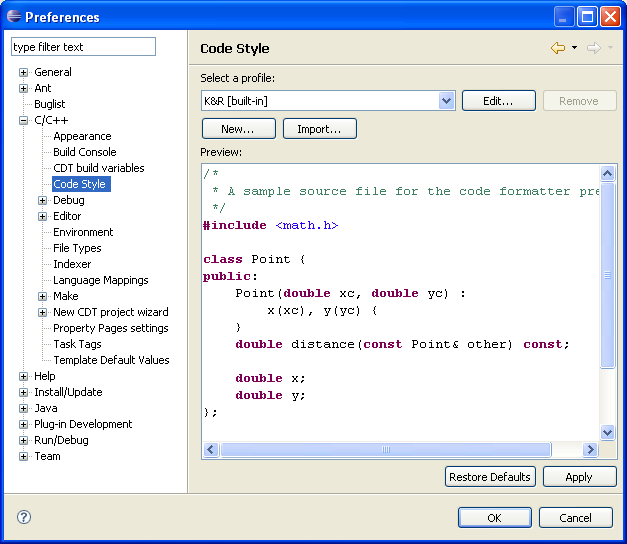 Preferences
type filter text
General
Ant
Buglist
C/C++
Appearance
Build Console
CDT build variables
Code Style
Debug
Editor
Environment
File Types
Indexer
Language Mappings
Make
New CDT project wizard
Property Pages settings
Task Tags
Template Default Values
Help
Install/Update
Java
Plug-in Development
Run/Debug
Team
Code Style
Select a profile:
K&R [built-in]
Edit...
Remove
New...
Import...
Preview:
/*
* A sample source file for the code formatter pre
*/
#include <math.h>
class Point {
public:
Point(double xc, double yc) :
x(xc), y(yc) {
}
double distance(const Point& other) const;
double x;
double y;
};
Restore Defaults
Apply
?
OK
Cancel